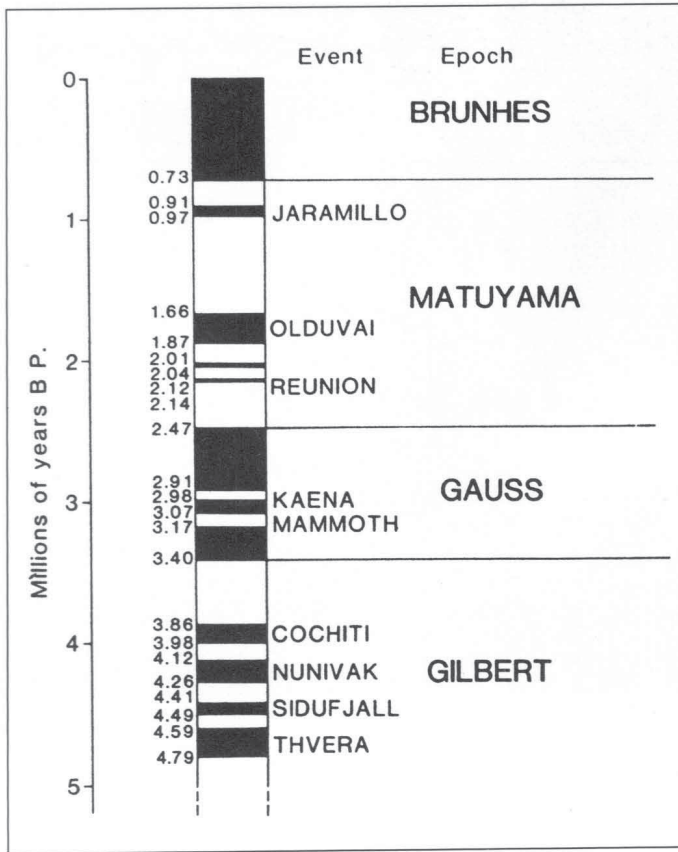 Event Epoch
0
BRUNHES
0.73
0.91
JARAMILLO
0.97
1
MATUYAMA
1.66
OLDUVAI
1.87
2.01
2
2.04
2.12
REUNION
2.14
2.47
2.91
GAUSS
2.98
KAENA
3
3.07
MAMMOTH
3.17
3.40
3.86
COCHITI
3.98
4
4.12
NUNIVAK
GILBERT
4.26
4.41
SIDUFJALL
4.49
4.59
THVERA
4.79
5
Millions of years B P.